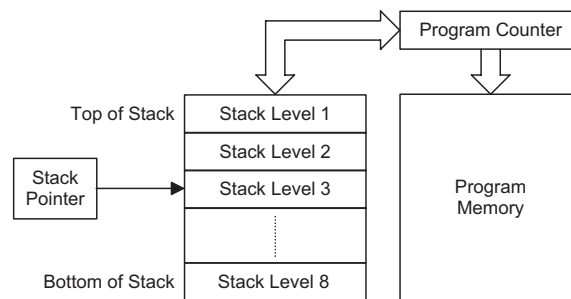 Program Counter
Top of Stack
Stack Level 1
Stack Level 2
Stack
Pointer
Stack Level 3
Program
Memory
Bottom of Stack
Stack Level 8